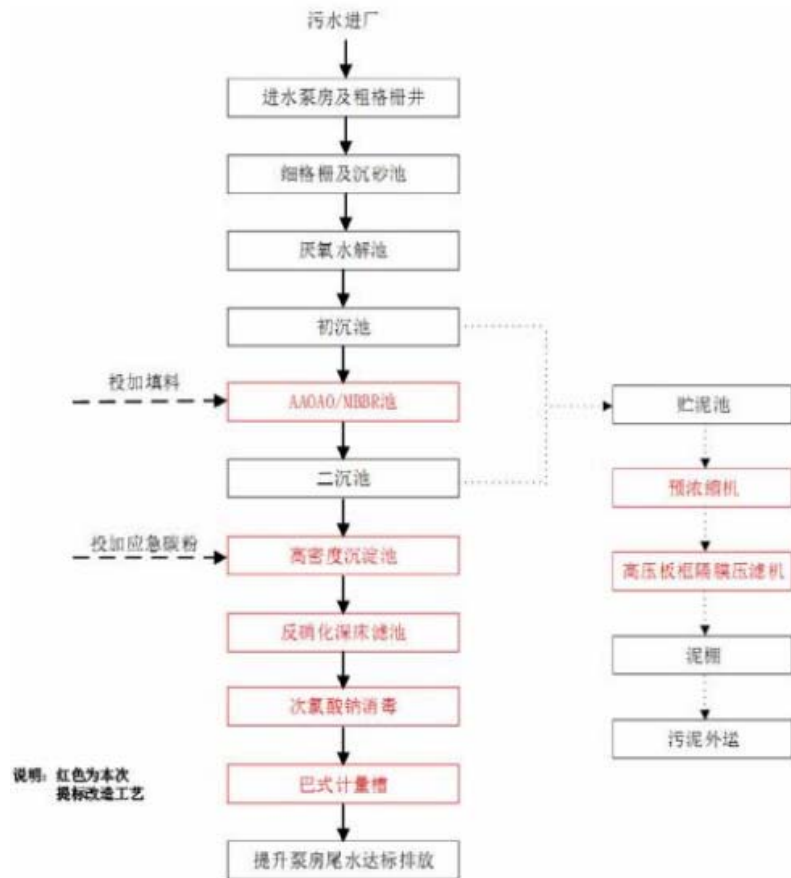 污水进厂
进水泵房及粗格栅井
细格栅及沉砂池
厌氧水解池
初沉池
投加填料
AAOAO/MBBR池
二沉池
投加应急碳粉
高密度沉淀池
反硝化深床滤池
次氯酸钠消毒
巴式计量槽
提升泵房尾水达标排放
贮泥池
预浓缩机
高压板框隔膜压滤机
泥棚
污泥外运
说明：红色为本次
提标改造工艺